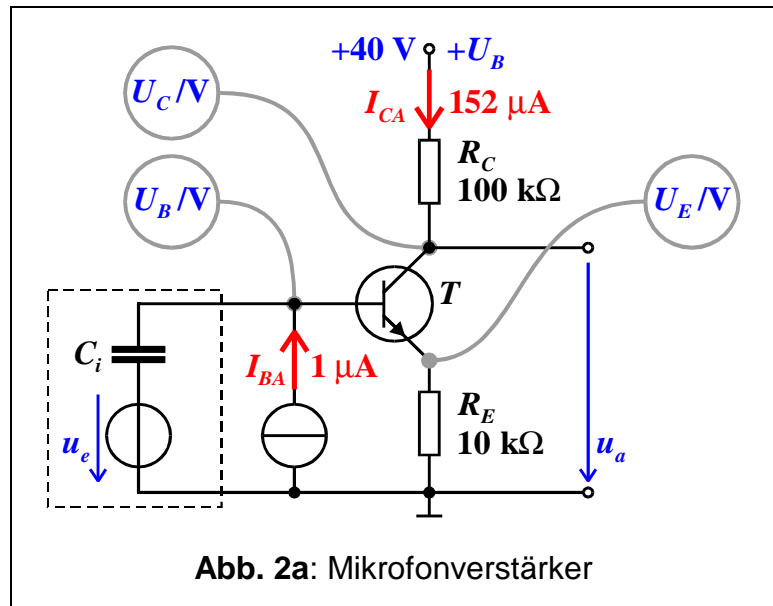 +40 V +U_B
U_C /V
I_CA 152 µA
R_C
100 kΩ
U_B /V
U_E /V
T
C_i
I_BA 1 µA
R_E
10 kΩ
u_e
u_a
Abb. 2a: Mikrofonverstärker